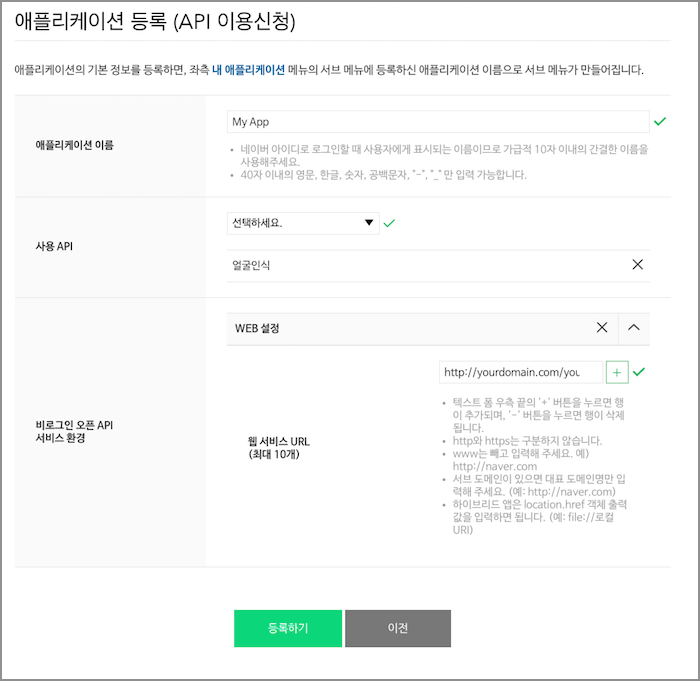 애플리케이션 등록 (API 이용신청)
애플리케이션의 기본 정보를 등록하면, 좌측 내 애플리케이션 메뉴의 서브 메뉴에 등록하신 애플리케이션 이름으로 서브 메뉴가 만들어집니다.
애플리케이션 이름
My App
네이버 아이디로 로그인할 때 사용자에게 표시되는 이름이므로 가급적 10자 이내의 간결한 이름을
사용해주세요.
40자 이내의 영문, 한글, 숫자, 공백문자, "-", "_" 만 입력 가능합니다.
사용 API
선택하세요.
얼굴인식
비로그인 오픈 API
서비스 환경
WEB 설정
웹 서비스 URL
(최대 10개)
http://yourdomain.com/you
텍스트 폼 우측 끝의 '+' 버튼을 누르면 행
이 추가되며, '-' 버튼을 누르면 행이 삭제
됩니다.
http와 https는 구분하지 않습니다.
www는 빼고 입력해 주세요. 예)
http://naver.com
서브 도메인이 있으면 대표 도메인명만 입
력해 주세요. (예: http://naver.com)
하이브리드 앱은 location.href 객체 출력
값을 입력하면 됩니다. (예: file://로컬
URI)
등록하기
이전